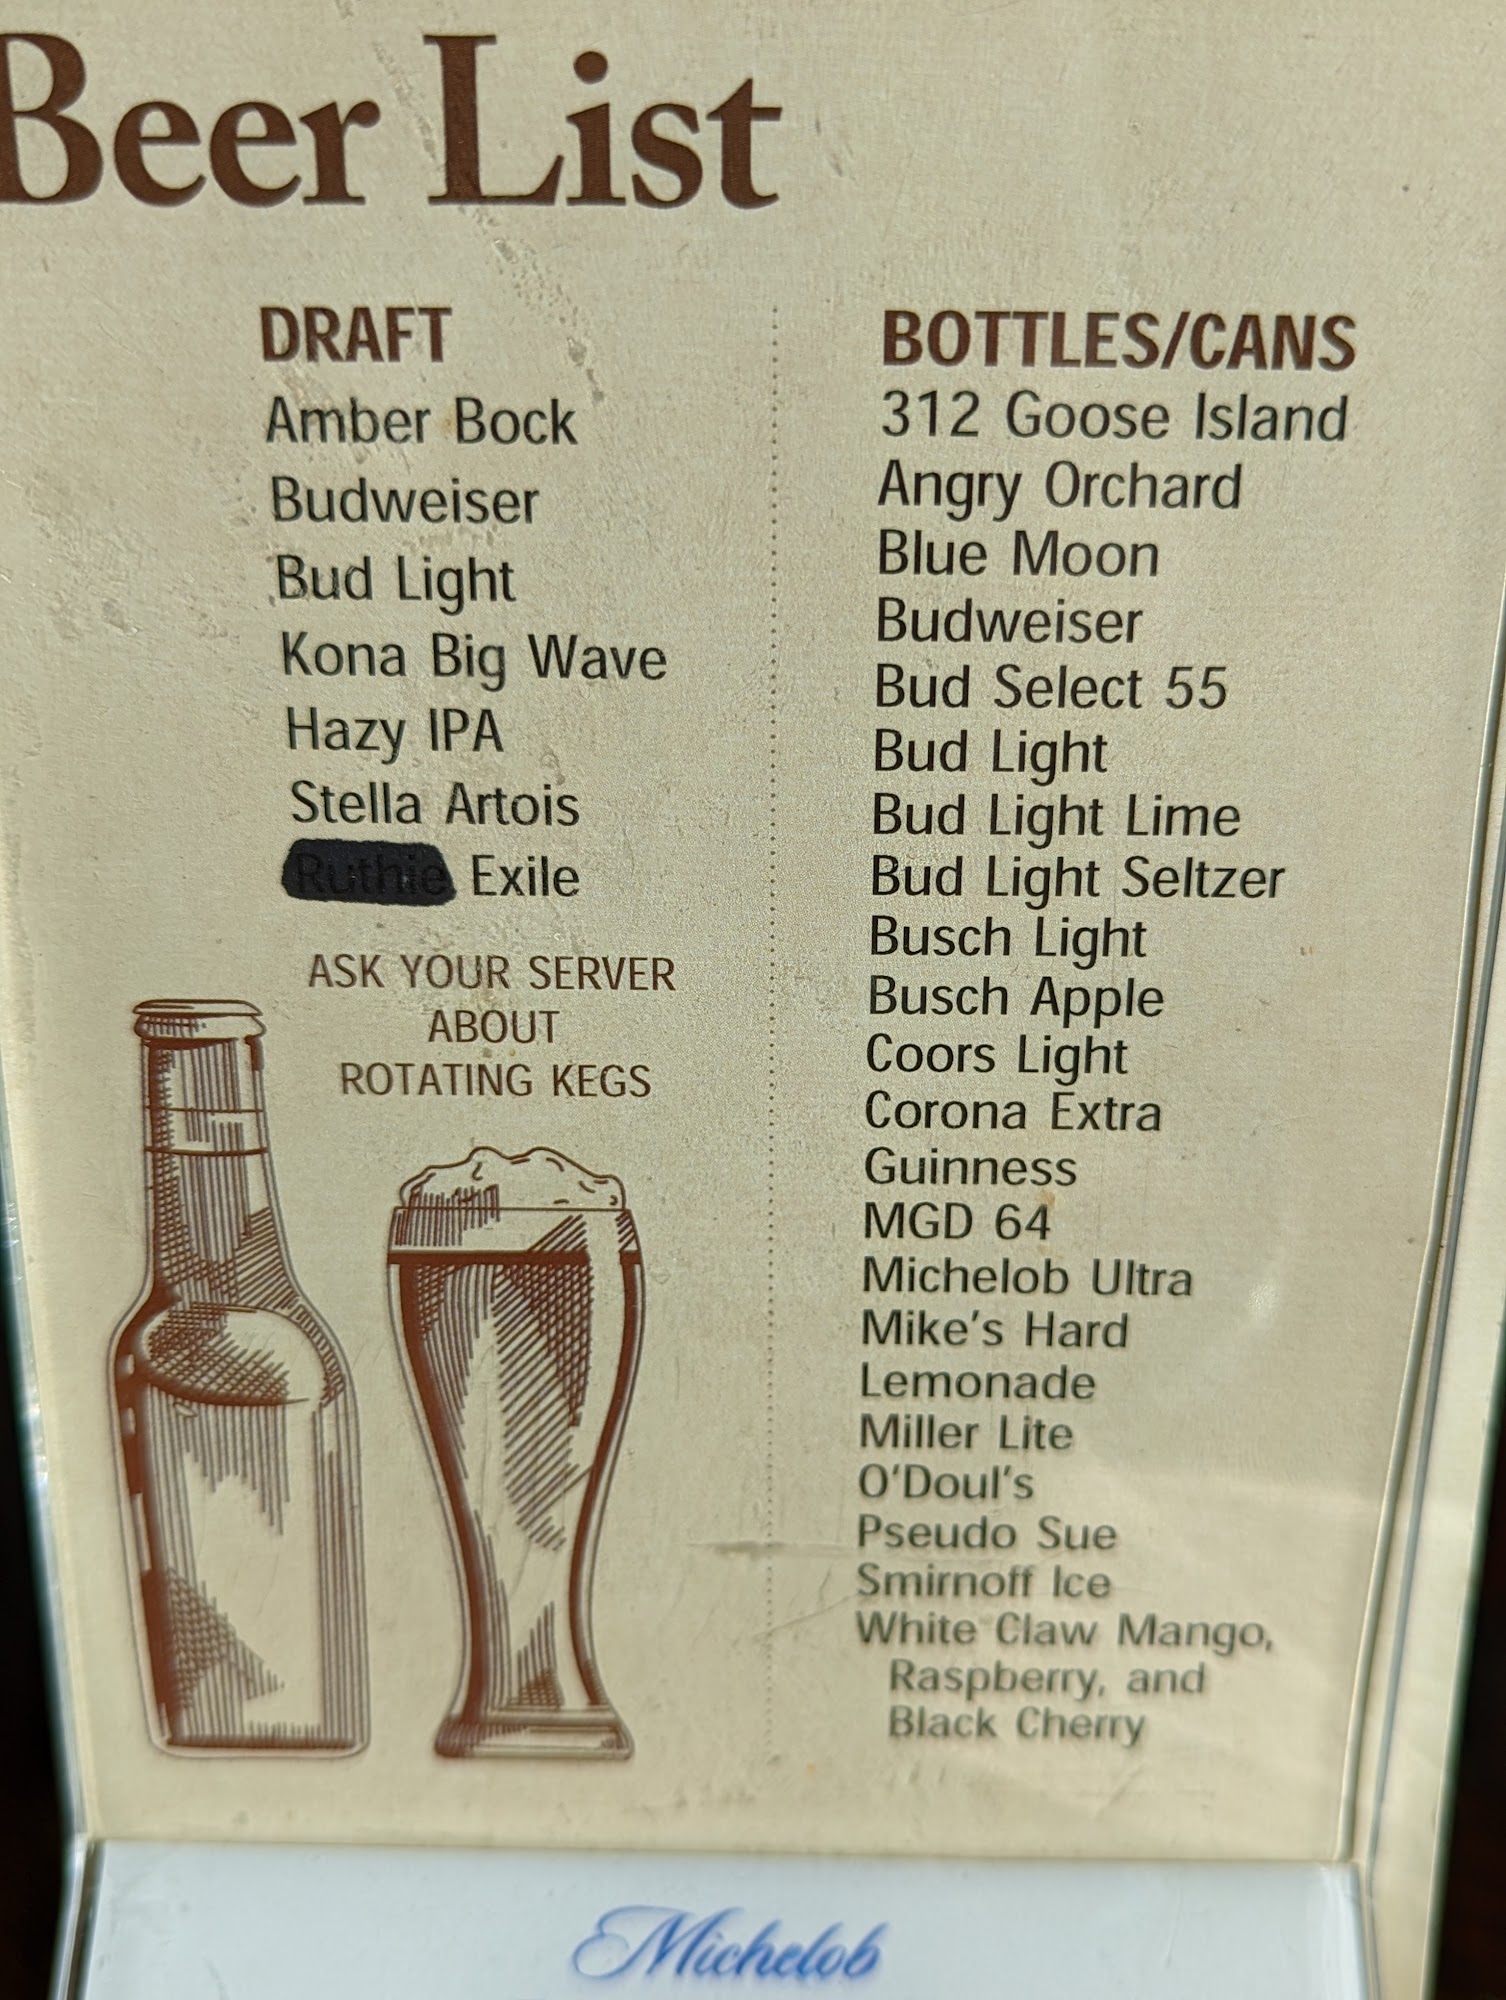 Beer List
DRAFT
Amber Bock
Budweiser
Bud Light
Kona Big Wave
Hazy IPA
Stella Artois
Ruthie Exile
ASK YOUR SERVER
ABOUT
ROTATING KEGS
BOTTLES/CANS
312 Goose Island
Angry Orchard
Blue Moon
Budweiser
Bud Select 55
Bud Light
Bud Light Lime
Bud Light Seltzer
Busch Light
Busch Apple
Coors Light
Corona Extra
Guinness
MGD 64
Michelob Ultra
Mike's Hard
Lemonade
Miller Lite
O'Doul's
Pseudo Sue
Smirnoff Ice
White Claw Mango,
Raspberry, and
Black Cherry
Michelob